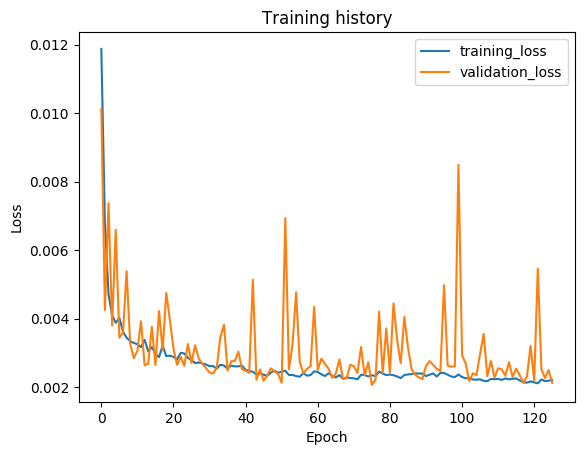 Training history
training_loss
validation_loss
0.012
0.010
0.008
0.006
0.004
0.002
Loss
0 20 40 60 80 100 120
Epoch